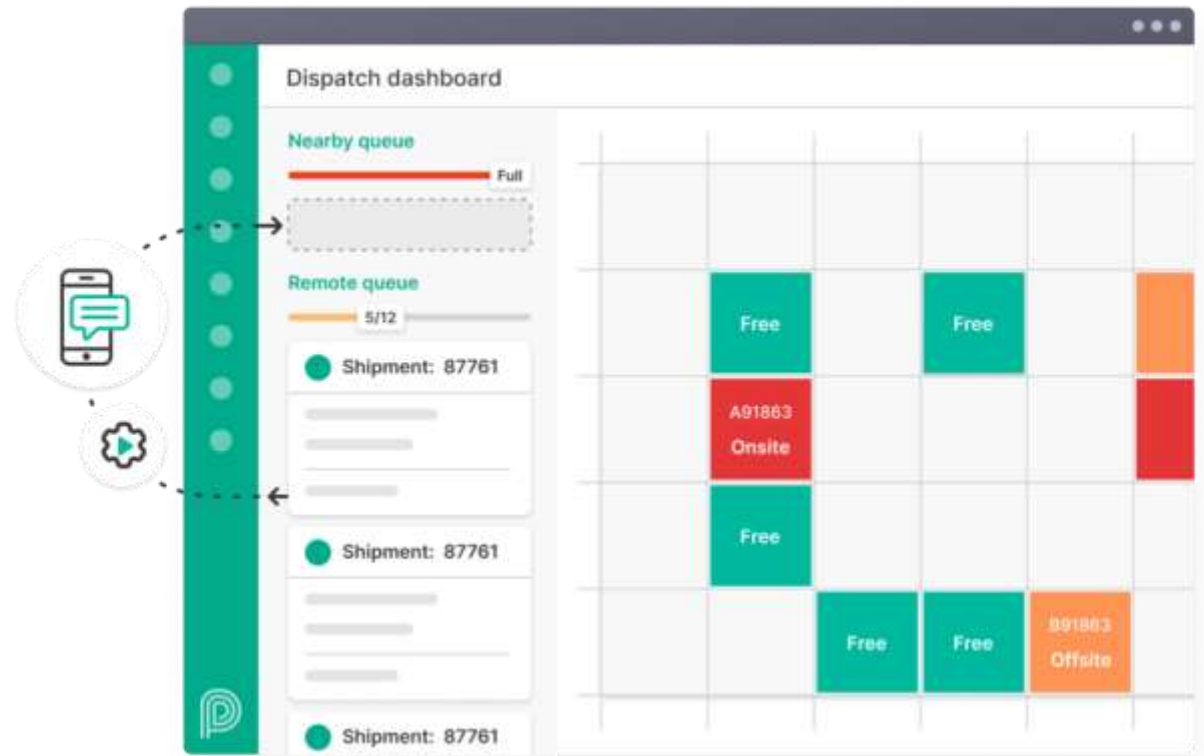 Dispatch dashboard
Nearby queue
Full
Remote queue
5/12
Shipment: 87761
Shipment: 87761
Shipment: 87761
Free
Free
A91863
Onsite
Free
Free
Free
B91863
Offsite